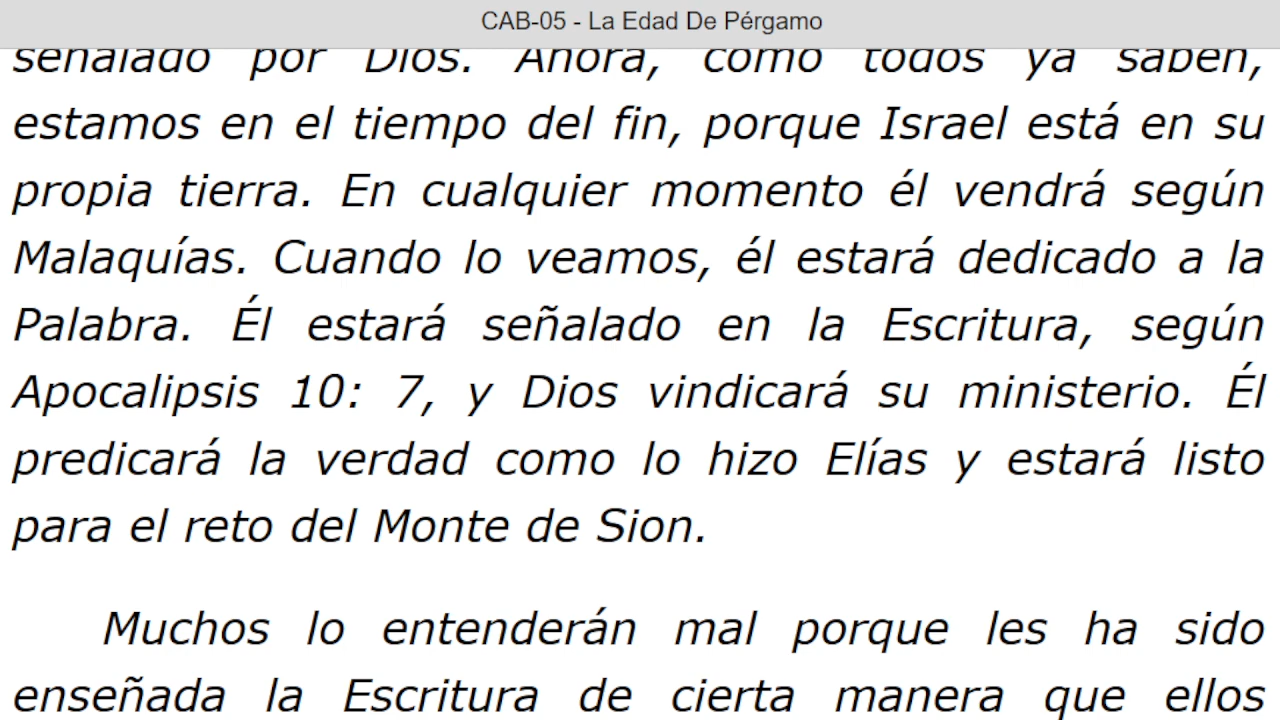 CAB-05 - La Edad De Pérgamo
señalado por Dios. Ahora, como todos ya saben,
estamos en el tiempo del fin, porque Israel está en su
propia tierra. En cualquier momento él vendrá según
Malaquías. Cuando lo veamos, él estará dedicado a la
Palabra. Él estará señalado en la Escritura, según
Apocalipsis 10: 7, y Dios vindicará su ministerio. Él
predicará la verdad como lo hizo Elías y estará listo
para el reto del Monte de Sion.
Muchos lo entenderán mal porque les ha sido
enseñada la Escritura de cierta manera que ellos